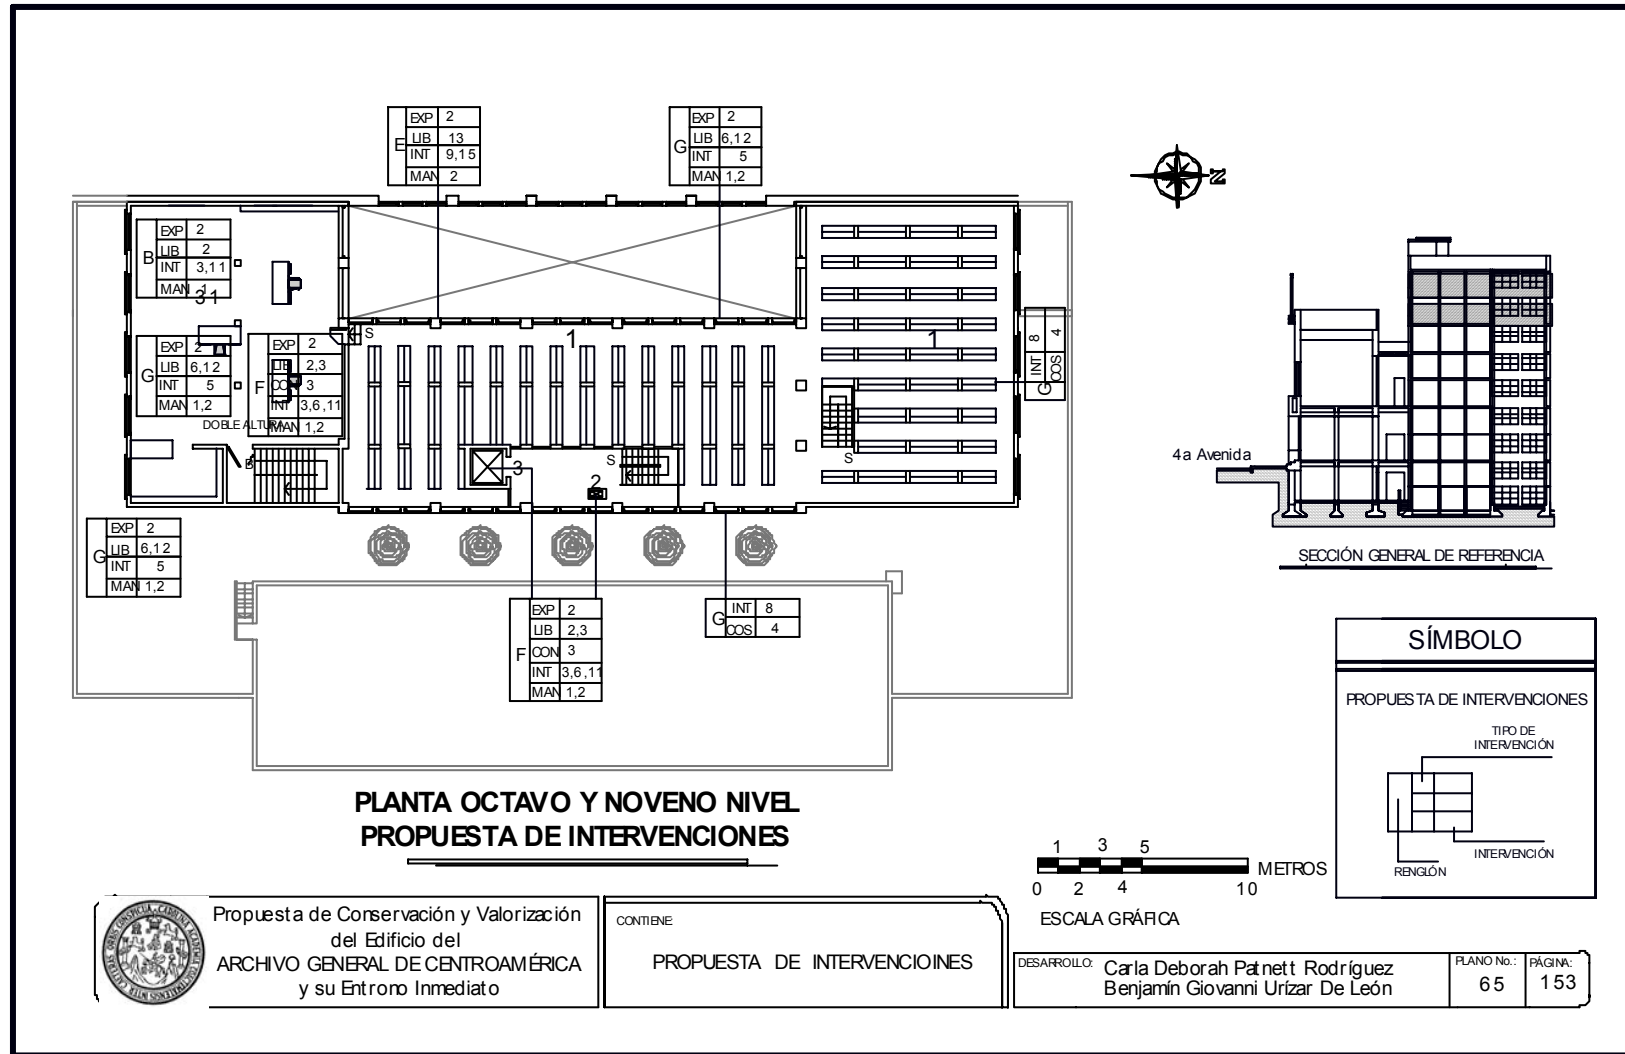 E
EXP 2
LIB 13
INT 9,15
MAN 2
G
EXP 2
LIB 6,12
INT 5
MAN 1,2
N
B
EXP 2
LIB 2
INT 3,11
MAN 1
31
G
EXP 2
LIB 6,12
INT 5
MAN 1,2
F
EXP 2
LIB 2,3
CON 3
INT 3,6,11
MAN 1,2
DOBLE ALTURA
B
S
1
1
S
S
3
2
G
INT 8
COS 4
G
EXP 2
LIB 6,12
INT 5
MAN 1,2
F
EXP 2
LIB 2,3
CON 3
INT 3,6,11
MAN 1,2
G
INT 8
COS 4
4a Avenida
SECCIÓN GENERAL DE REFERENCIA
SÍMBOLO
PROPUESTA DE INTERVENCIONES
TIPO DE
INTERVENCIÓN
INTERVENCIÓN
RENGLÓN
PLANTA OCTAVO Y NOVENO NIVEL
PROPUESTA DE INTERVENCIONES
1 3 5
METROS
0 2 4 10
ESCALA GRÁFICA
Propuesta de Conservación y Valorización
del Edificio del
ARCHIVO GENERAL DE CENTROAMÉRICA
y su Entrono Inmediato
CONTIENE:
PROPUESTA DE INTERVENCIOINES
DESARROLLO: Carla Deborah Patnett Rodríguez
Benjamín Giovanni Urízar De León
PLANO No.:
65
PÁGINA:
153